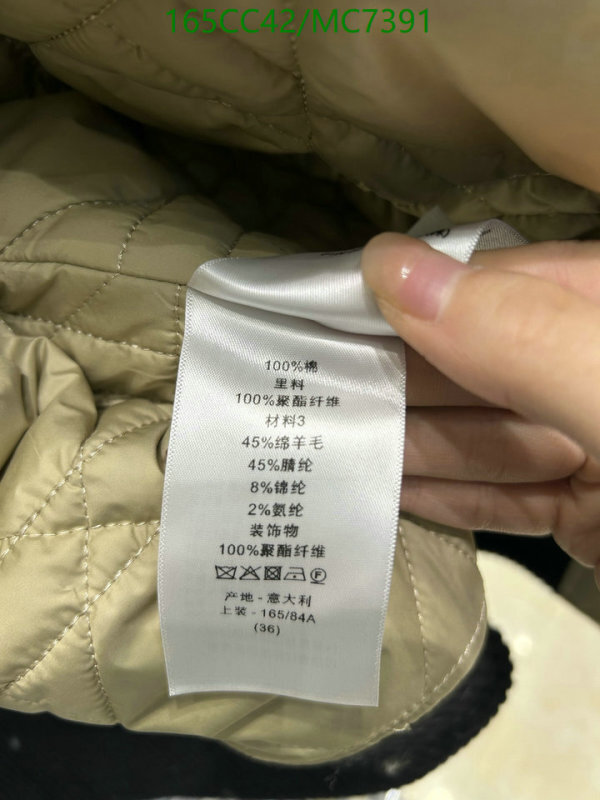 165CC42/MC7391
100%棉
里料
100%聚酯纤维
材料3
45%绵羊毛
45%腈纶
8%锦纶
2%氨纶
装饰物
100%聚酯纤维
产地 - 意大利
上装 - 165/84A
(36)